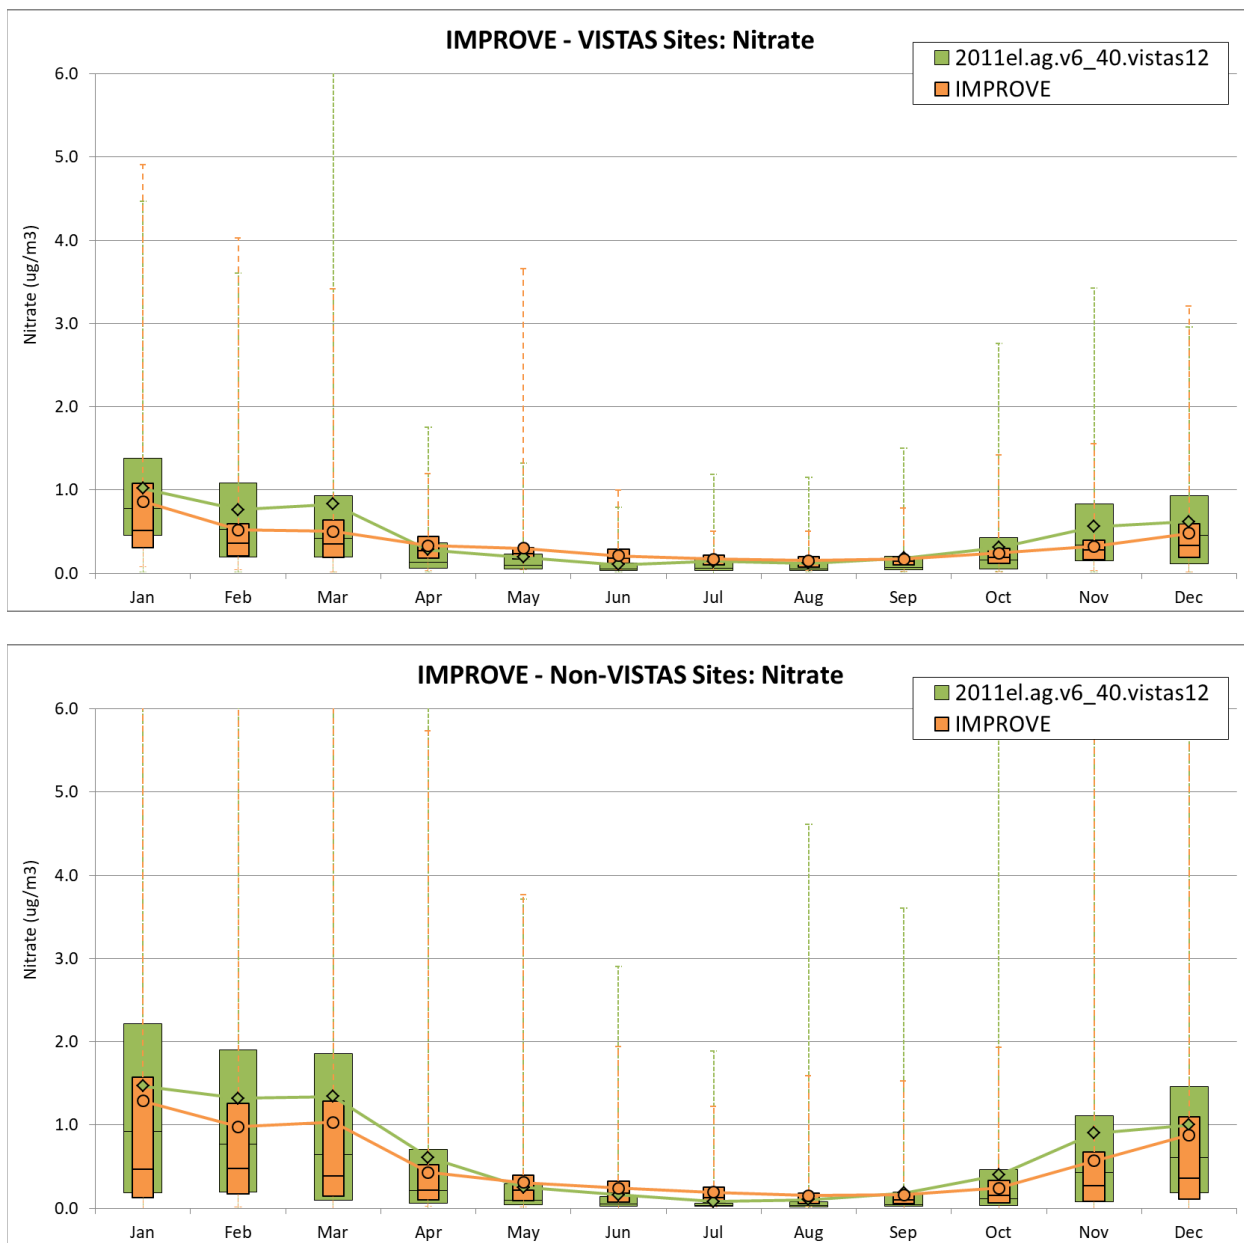 IMPROVE - VISTAS Sites: Nitrate
2011el.ag.v6_40.vistas12
IMPROVE
6.0
5.0
4.0
3.0
2.0
1.0
0.0
Nitrate (ug/m3)
Jan Feb Mar Apr May Jun Jul Aug Sep Oct Nov Dec
IMPROVE - Non-VISTAS Sites: Nitrate
2011el.ag.v6_40.vistas12
IMPROVE
6.0
5.0
4.0
3.0
2.0
1.0
0.0
Nitrate (ug/m3)
Jan Feb Mar Apr May Jun Jul Aug Sep Oct Nov Dec